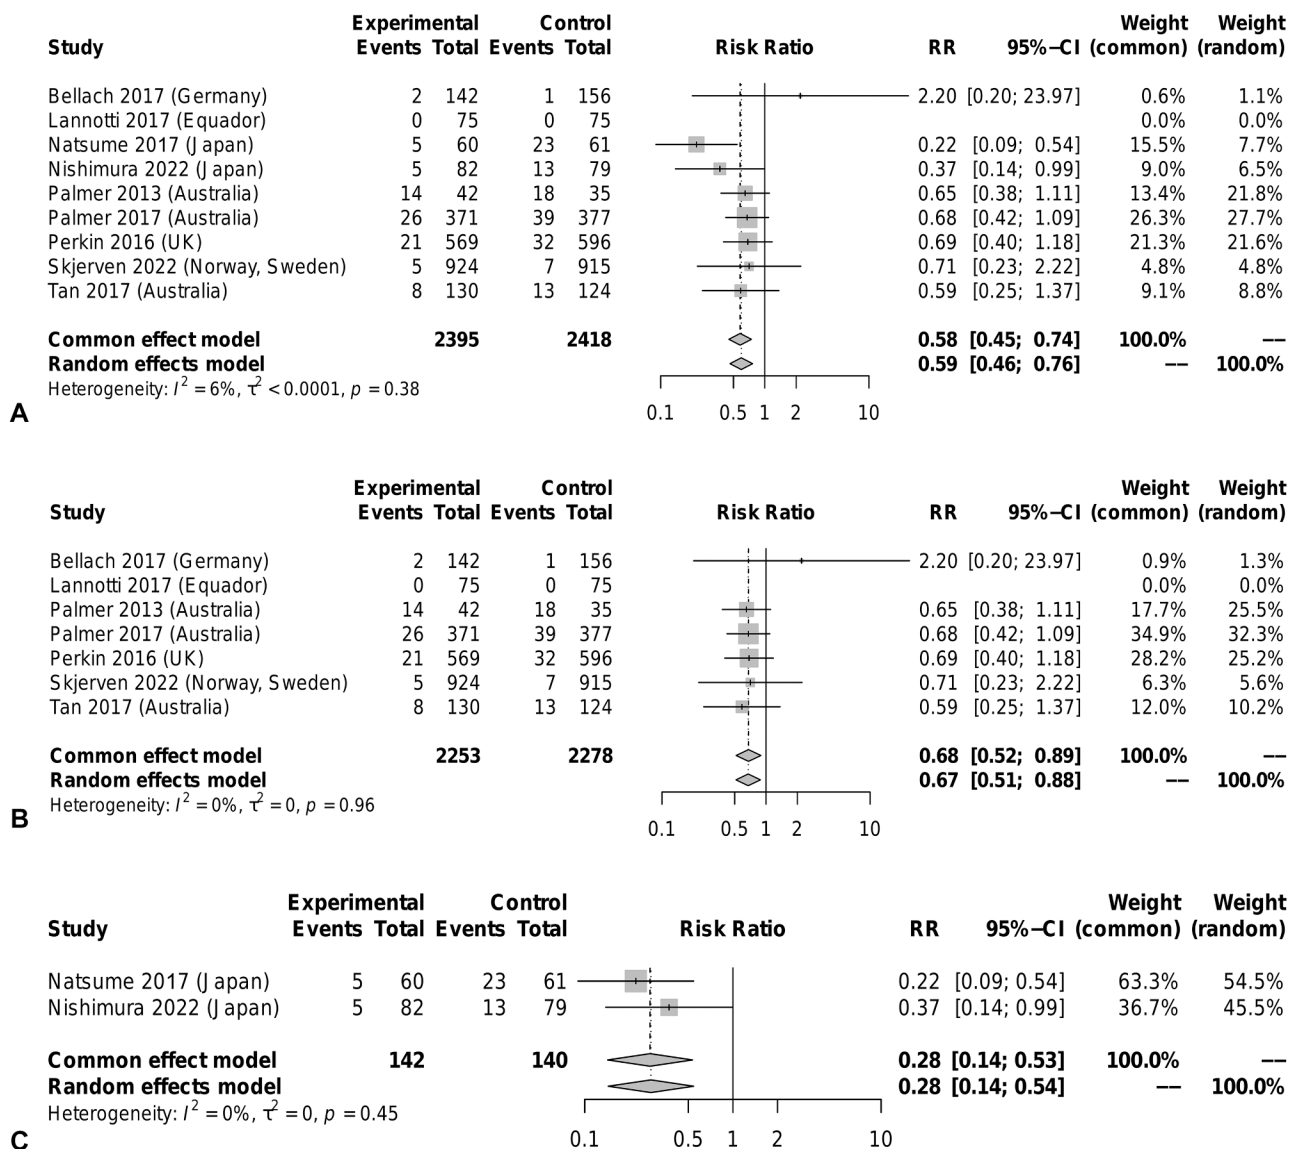 Experimental Control Weight Weight
Study Events Total Events Total Risk Ratio RR 95%−CI (common) (random)
Bellach 2017 (Germany) 2 142 1 156 2.20 [0.20; 23.97] 0.6% 1.1%
Lannotti 2017 (Equador) 0 75 0 75 0.0% 0.0%
Natsume 2017 (Japan) 5 60 23 61 0.22 [0.09; 0.54] 15.5% 7.7%
Nishimura 2022 (Japan) 5 82 13 79 0.37 [0.14; 0.99] 9.0% 6.5%
Palmer 2013 (Australia) 14 42 18 35 0.65 [0.38; 1.11] 13.4% 21.8%
Palmer 2017 (Australia) 26 371 39 377 0.68 [0.42; 1.09] 26.3% 27.7%
Perkin 2016 (UK) 21 569 32 596 0.69 [0.40; 1.18] 21.3% 21.6%
Skjerven 2022 (Norway, Sweden) 5 924 7 915 0.71 [0.23; 2.22] 4.8% 4.8%
Tan 2017 (Australia) 8 130 13 124 0.59 [0.25; 1.37] 9.1% 8.8%
Common effect model 2395 2418 0.58 [0.45; 0.74] 100.0% −−
Random effects model 0.59 [0.46; 0.76] −− 100.0%
Heterogeneity: I² = 6%, τ² < 0.0001, p = 0.38
0.1 0.5 1 2 10
A
Experimental Control Weight Weight
Study Events Total Events Total Risk Ratio RR 95%−CI (common) (random)
Bellach 2017 (Germany) 2 142 1 156 2.20 [0.20; 23.97] 0.9% 1.3%
Lannotti 2017 (Equador) 0 75 0 75 0.0% 0.0%
Palmer 2013 (Australia) 14 42 18 35 0.65 [0.38; 1.11] 17.7% 25.5%
Palmer 2017 (Australia) 26 371 39 377 0.68 [0.42; 1.09] 34.9% 32.3%
Perkin 2016 (UK) 21 569 32 596 0.69 [0.40; 1.18] 28.2% 25.2%
Skjerven 2022 (Norway, Sweden) 5 924 7 915 0.71 [0.23; 2.22] 6.3% 5.6%
Tan 2017 (Australia) 8 130 13 124 0.59 [0.25; 1.37] 12.0% 10.2%
Common effect model 2253 2278 0.68 [0.52; 0.89] 100.0% −−
Random effects model 0.67 [0.51; 0.88] −− 100.0%
Heterogeneity: I² = 0%, τ² = 0, p = 0.96
0.1 0.5 1 2 10
B
Experimental Control Weight Weight
Study Events Total Events Total Risk Ratio RR 95%−CI (common) (random)
Natsume 2017 (Japan) 5 60 23 61 0.22 [0.09; 0.54] 63.3% 54.5%
Nishimura 2022 (Japan) 5 82 13 79 0.37 [0.14; 0.99] 36.7% 45.5%
Common effect model 142 140 0.28 [0.14; 0.53] 100.0% −−
Random effects model 0.28 [0.14; 0.54] −− 100.0%
Heterogeneity: I² = 0%, τ² = 0, p = 0.45
0.1 0.5 1 2 10
C